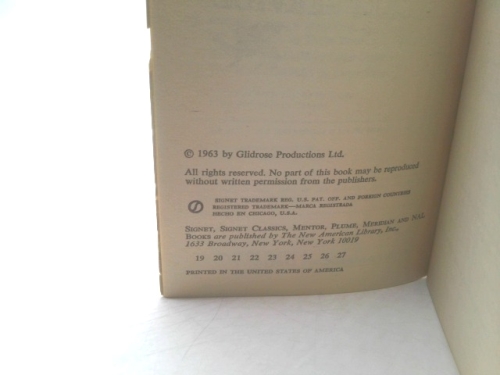 © 1963 by Glidrose Productions Ltd.
All rights reserved. No part of this book may be reproduced
without written permission from the publishers.
SIGNET TRADEMARK REG. U.S. PAT. OFF. AND FOREIGN COUNTRIES
REGISTERED TRADEMARK—MARCA REGISTRADA
HECHO EN CHICAGO, U.S.A.
SIGNET, SIGNET CLASSICS, MENTOR, PLUME, MERIDIAN AND NAL
BOOKS are published by The New American Library, Inc.,
1633 Broadway, New York, New York 10019
19 20 21 22 23 24 25 26 27
PRINTED IN THE UNITED STATES OF AMERICA